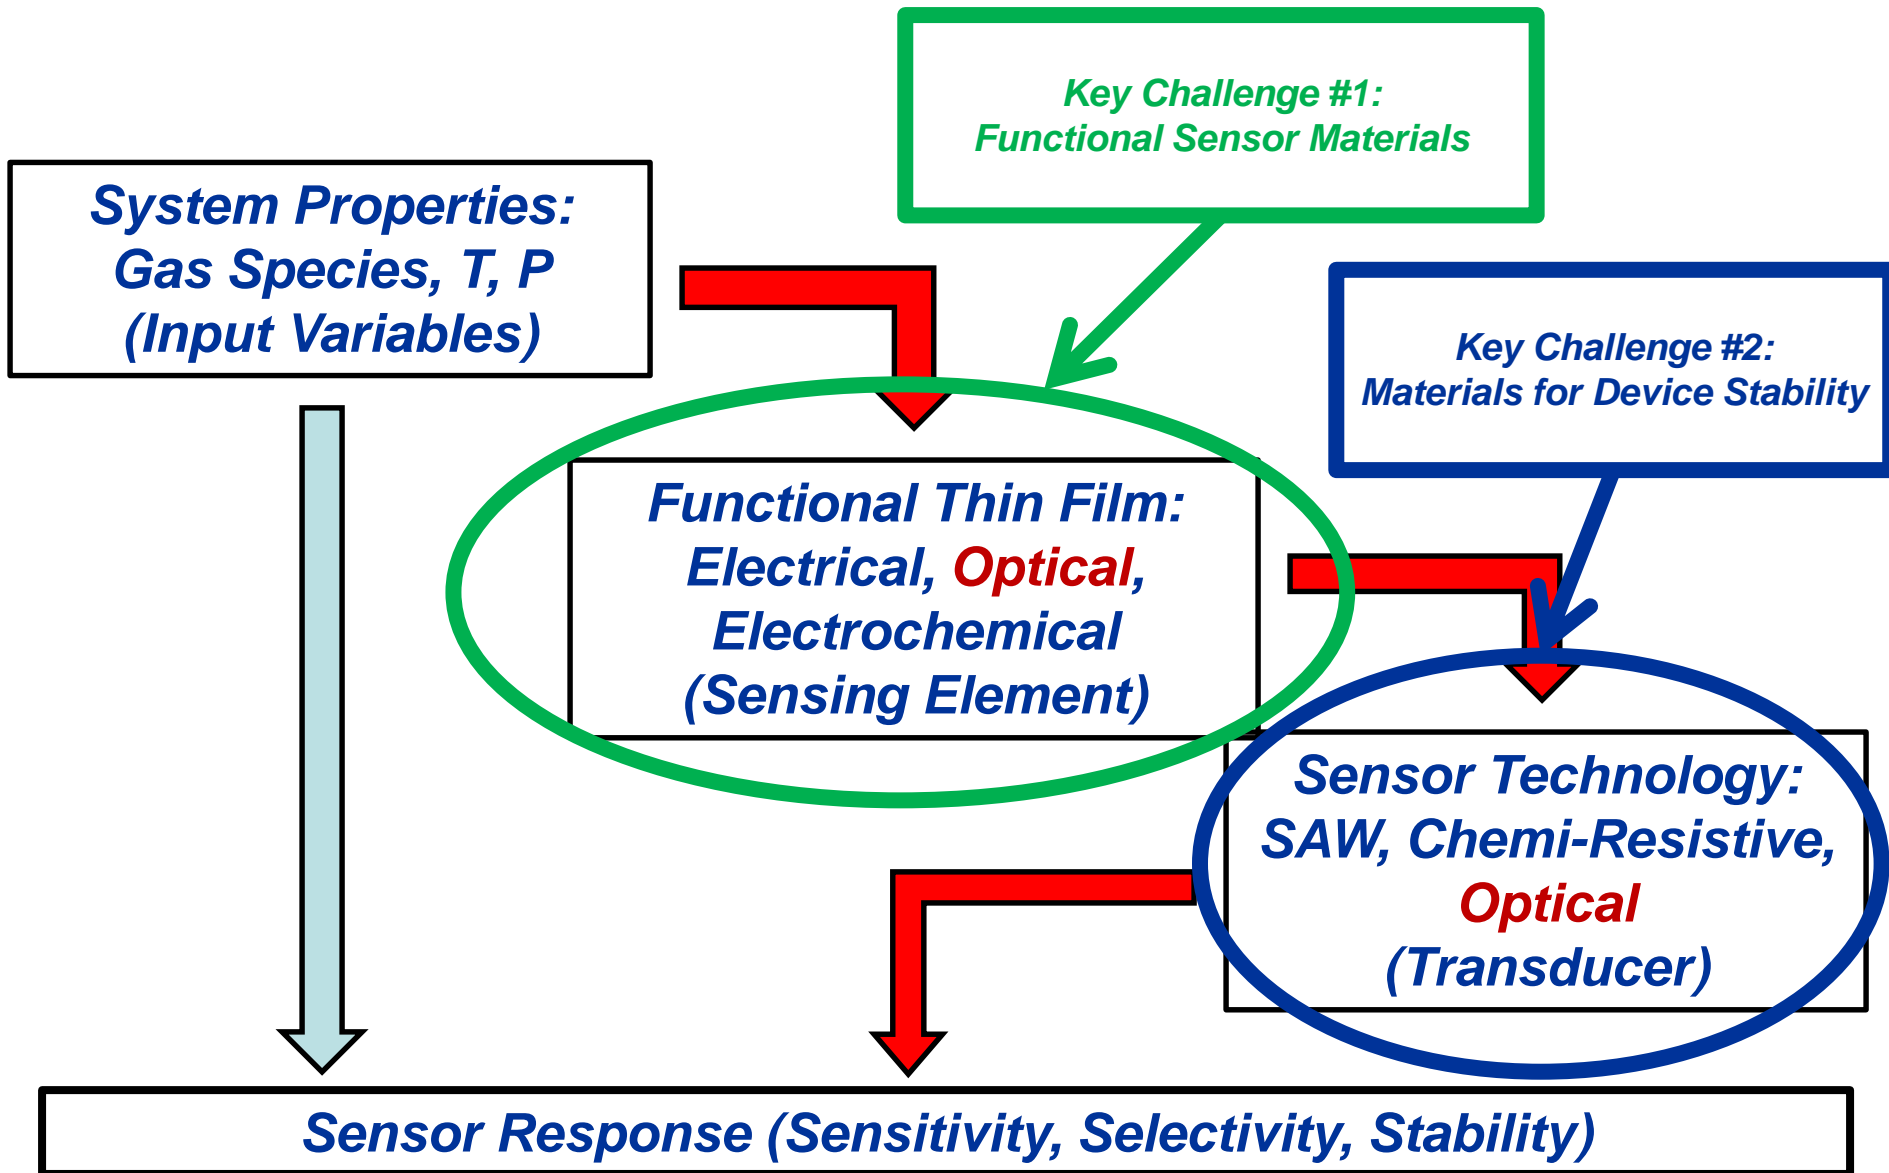 Key Challenge #1:
Functional Sensor Materials
System Properties:
Gas Species, T, P
(Input Variables)
Key Challenge #2:
Materials for Device Stability
Functional Thin Film:
Electrical, Optical,
Electrochemical
(Sensing Element)
Sensor Technology:
SAW, Chemi-Resistive,
Optical
(Transducer)
Sensor Response (Sensitivity, Selectivity, Stability)